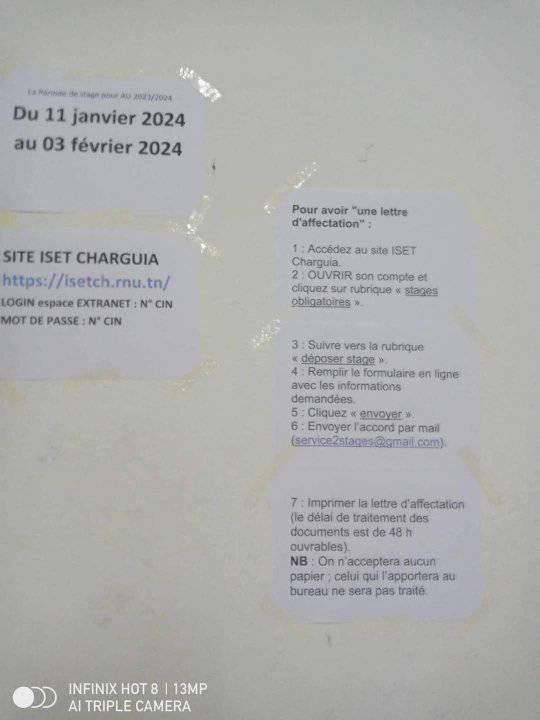 La Période de stage pour AU 2023/2024
Du 11 janvier 2024
au 03 février 2024
SITE ISET CHARGUIA
https://isetch.rnu.tn/
LOGIN espace EXTRANET : N° CIN
MOT DE PASSE : N° CIN
Pour avoir "une lettre
d'affectation" :
1 : Accédez au site ISET
Charguia.
2 : OUVRIR son compte et
cliquez sur rubrique « stages
obligatoires ».
3 : Suivre vers la rubrique
« déposer stage ».
4 : Remplir le formulaire en ligne
avec les informations
demandées.
5 : Cliquez « envoyer ».
6 : Envoyer l'accord par mail
(service2stages@gmail.com).
7 : Imprimer la lettre d'affectation
(le délai de traitement des
documents est de 48 h
ouvrables).
NB : On n'acceptera aucun
papier ; celui qui l'apportera au
bureau ne sera pas traité.
INFINIX HOT 8 | 13MP
AI TRIPLE CAMERA